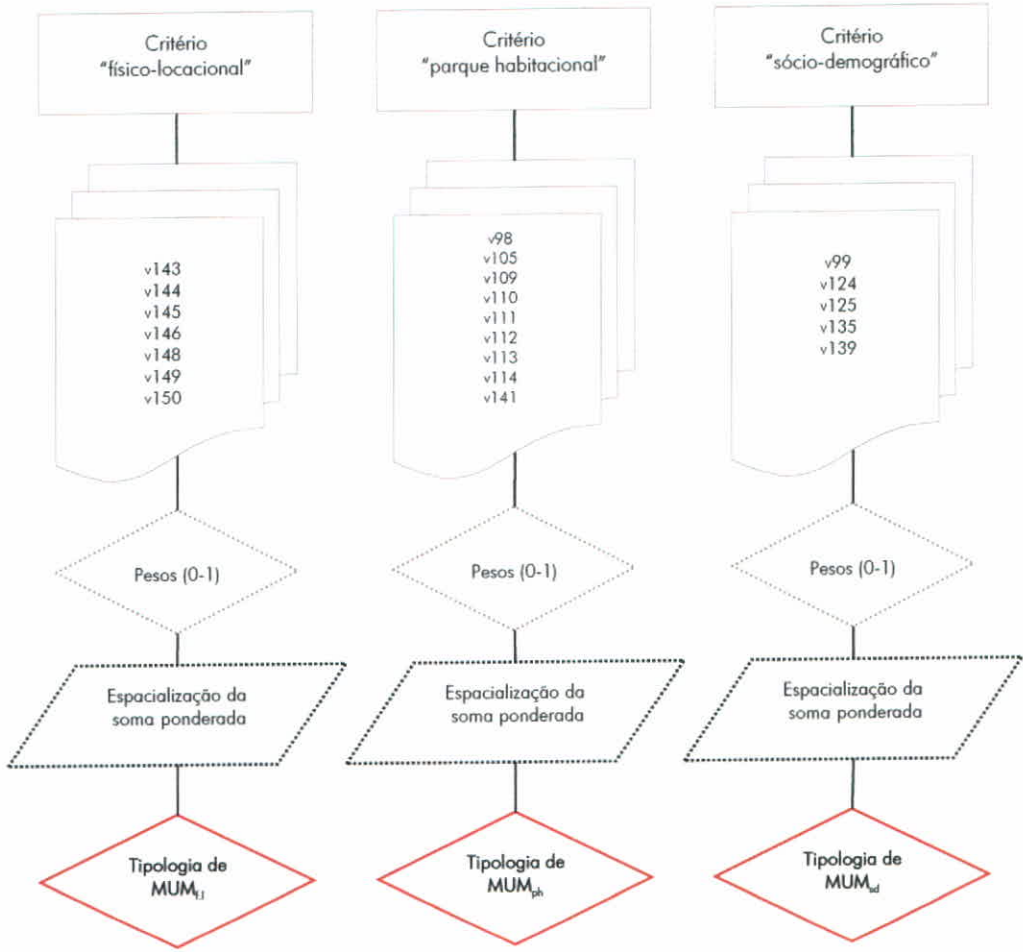 Critério
"físico-locacional"
v143
v144
v145
v146
v148
v149
v150
Pesos (0-1)
Espacialização da
soma ponderada
Tipologia de
MUM
Critério
"parque habitacional"
v98
v105
v109
v110
v111
v112
v113
v114
v141
Pesos (0-1)
Espacialização da
soma ponderada
Tipologia de
MUMph
Critério
"sócio-demográfico"
v99
v124
v125
v135
v139
Pesos (0-1)
Espacialização da
soma ponderada
Tipologia de
MUMsd